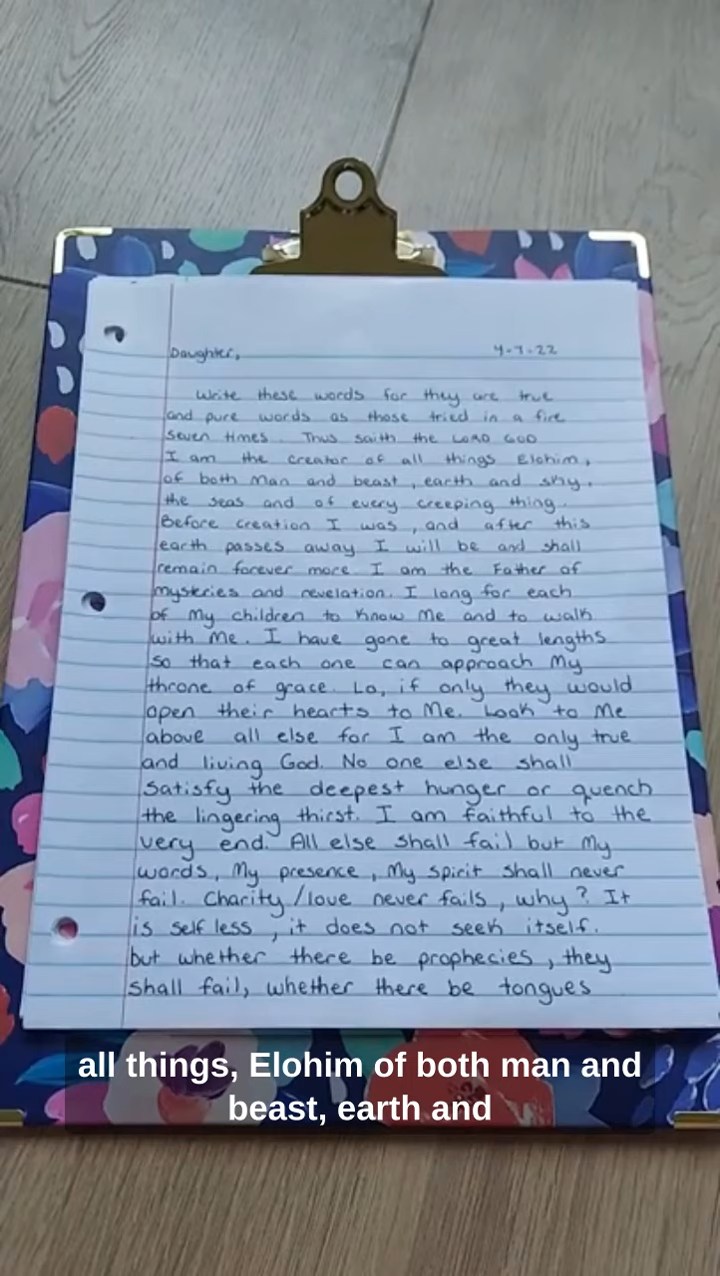 Daughter, 4-7-22
Write these words for they are true
and pure words as those tried in a fire
seven times. Thus saith the LORD GOD
I am the creator of all things Elohim,
of both man and beast, earth and sky,
the seas and of every creeping thing.
Before creation I was, and after this
earth passes away I will be and shall
remain forever more. I am the Father of
mysteries and revelation. I long for each
of My children to know Me and to walk
with Me. I have gone to great lengths
so that each one can approach My
throne of grace. Lo, if only they would
open their hearts to Me. Look to Me
above all else for I am the only true
and living God. No one else shall
satisfy the deepest hunger or quench
the lingering thirst. I am faithful to the
very end. All else shall fail but My
words, My presence, My spirit shall never
fail. Charity/love never fails, why? It
is selfless, it does not seek itself.
but whether there be prophecies, they
shall fail, whether there be tongues
all things, Elohim of both man and
beast, earth and